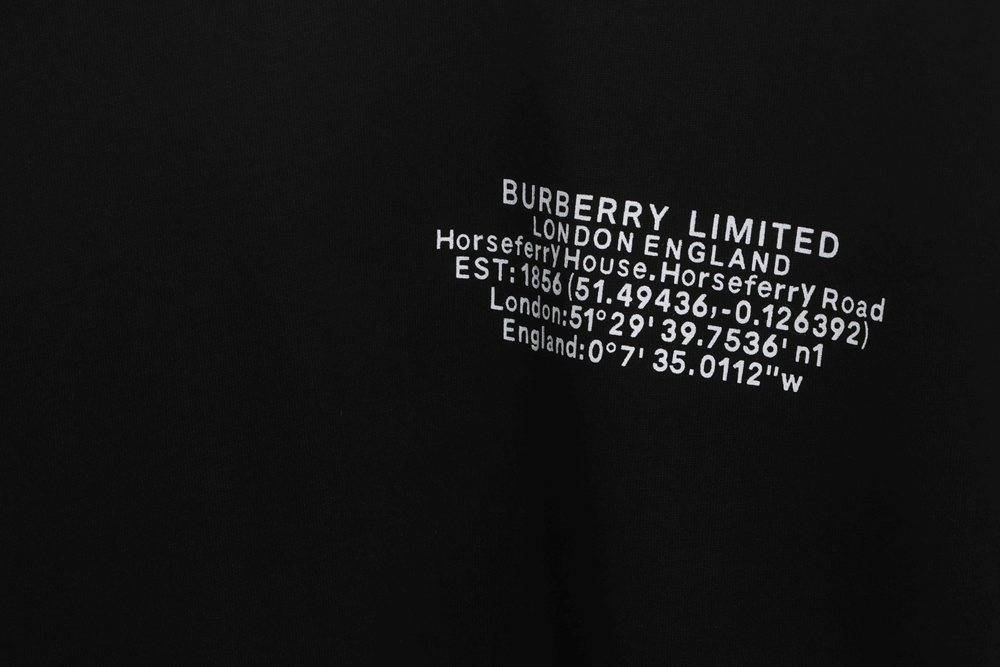 BURBERRY LIMITED
LONDON ENGLAND
Horseferry House.Horseferry Road
EST:1856 (51.49436,-0.126392)
London:51°29' 39.7536' n1
England:0°7' 35.0112"w